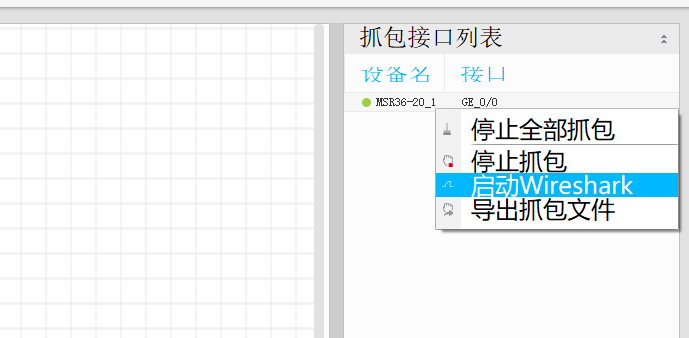 抓包接口列表
设备名 接口
MSR36-20_1 GE_0/0
停止全部抓包
停止抓包
启动Wireshark
导出抓包文件